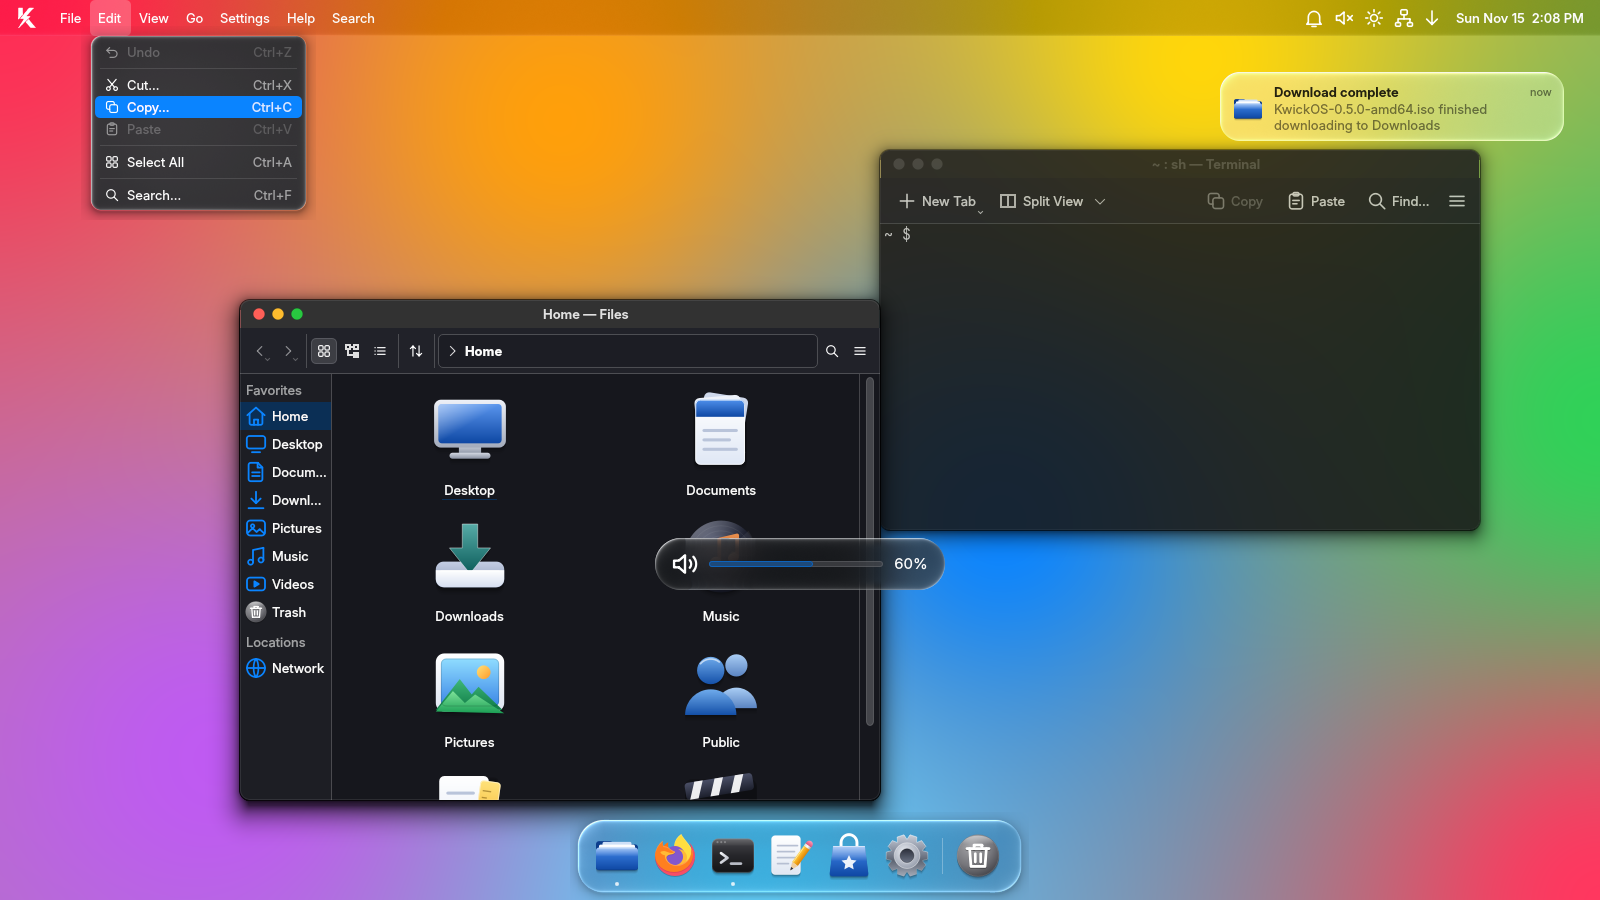 File Edit View Go Settings Help Search
Sun Nov 15 2:08 PM
Undo Ctrl+Z
Cut... Ctrl+X
Copy... Ctrl+C
Paste Ctrl+V
Select All Ctrl+A
Search... Ctrl+F
Download complete now
KwickOS-0.5.0-amd64.iso finished
downloading to Downloads
~ : sh — Terminal
New Tab Split View Copy Paste Find...
~ $
Home — Files
Home
Favorites
Home
Desktop
Docum...
Downl...
Pictures
Music
Videos
Trash
Locations
Network
Desktop Documents
Downloads Music
Pictures Public
60%